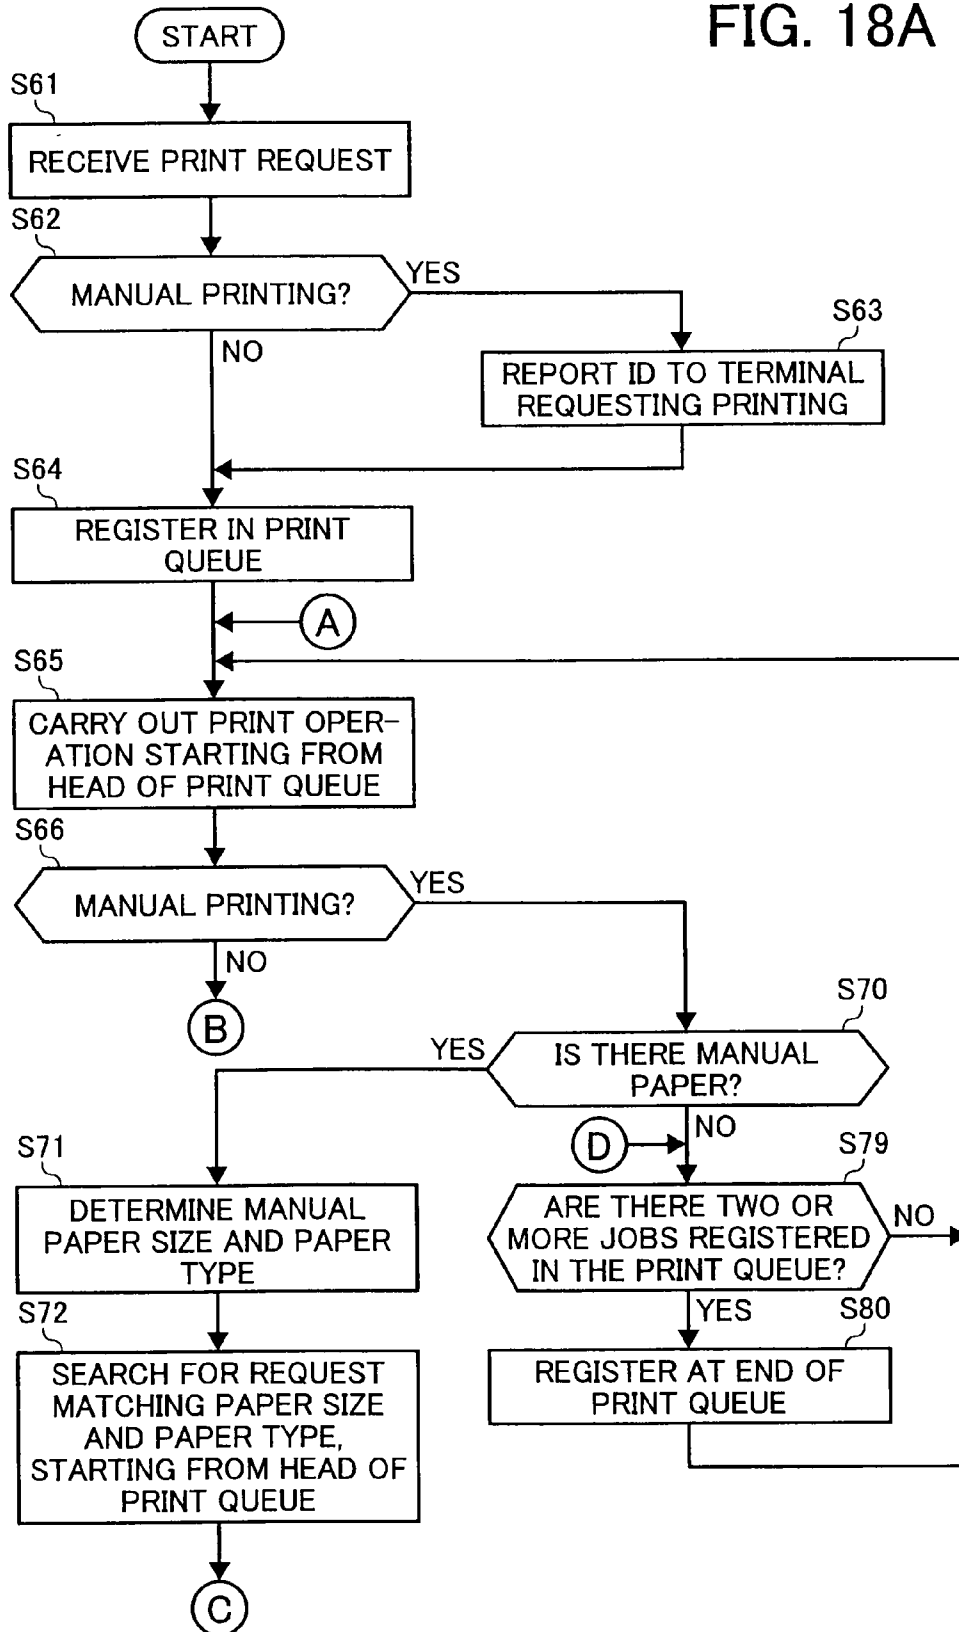 FIG. 18A
START
S61
RECEIVE PRINT REQUEST
S62
MANUAL PRINTING?
YES
NO
S63
REPORT ID TO TERMINAL
REQUESTING PRINTING
S64
REGISTER IN PRINT
QUEUE
A
S65
CARRY OUT PRINT OPER-
ATION STARTING FROM
HEAD OF PRINT QUEUE
S66
MANUAL PRINTING?
YES
NO
B
S70
IS THERE MANUAL
PAPER?
YES
NO
D
S71
DETERMINE MANUAL
PAPER SIZE AND PAPER
TYPE
S79
ARE THERE TWO OR
MORE JOBS REGISTERED
IN THE PRINT QUEUE?
NO
YES
S72
SEARCH FOR REQUEST
MATCHING PAPER SIZE
AND PAPER TYPE,
STARTING FROM HEAD OF
PRINT QUEUE
S80
REGISTER AT END OF
PRINT QUEUE
C